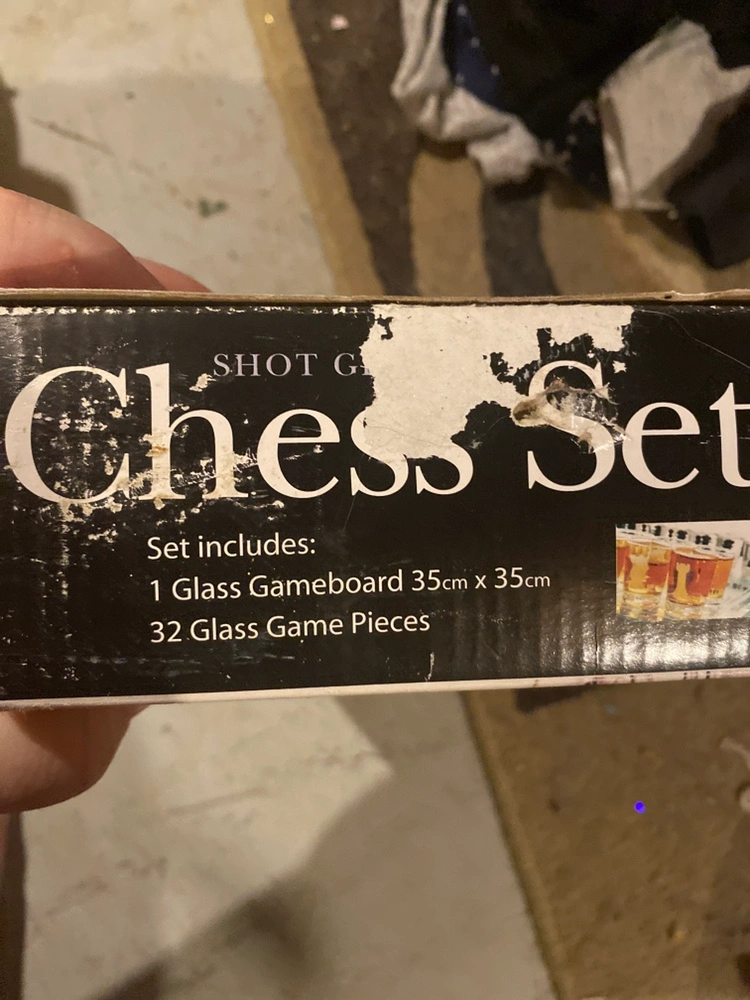 SHOT G
Chess Set
Set includes:
1 Glass Gameboard 35cm x 35cm
32 Glass Game Pieces